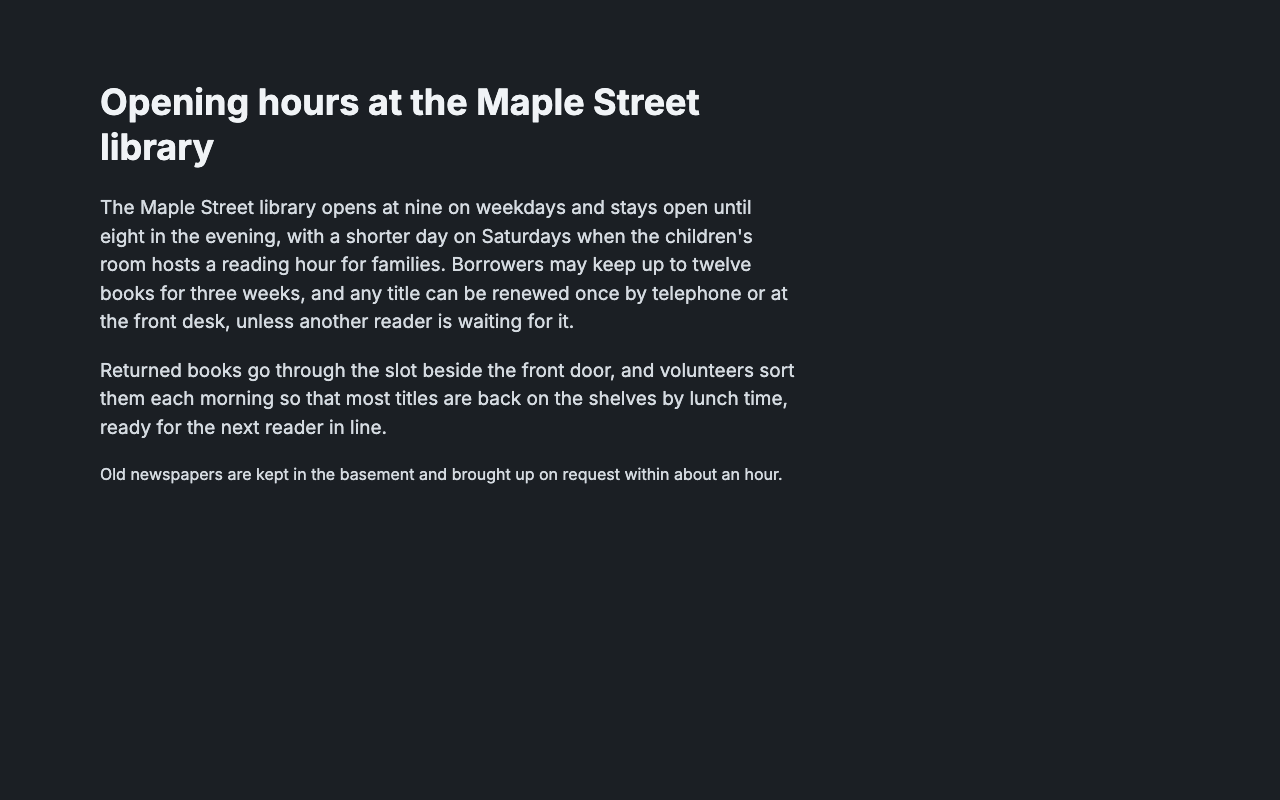 Opening hours at the Maple Street
library
The Maple Street library opens at nine on weekdays and stays open until
eight in the evening, with a shorter day on Saturdays when the children's
room hosts a reading hour for families. Borrowers may keep up to twelve
books for three weeks, and any title can be renewed once by telephone or at
the front desk, unless another reader is waiting for it.
Returned books go through the slot beside the front door, and volunteers sort
them each morning so that most titles are back on the shelves by lunch time,
ready for the next reader in line.
Old newspapers are kept in the basement and brought up on request within about an hour.